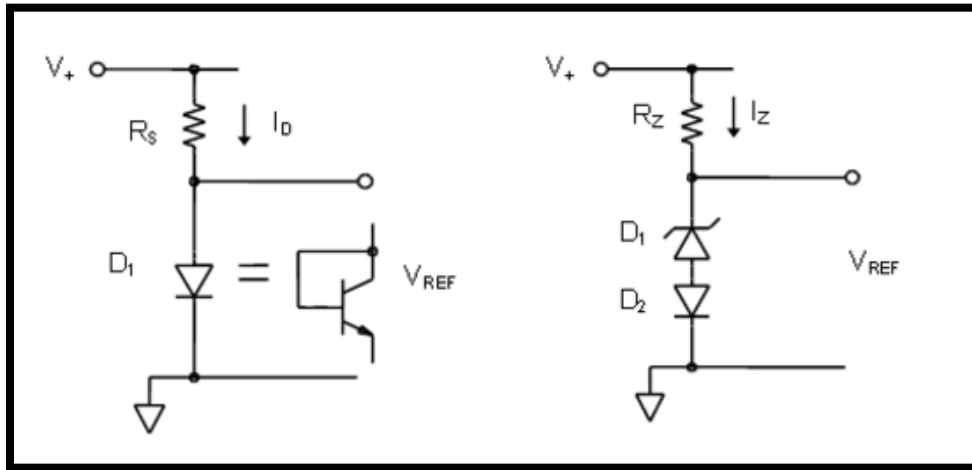 V+
RS
ID
D1
=
VREF
V+
RZ
IZ
D1
D2
VREF